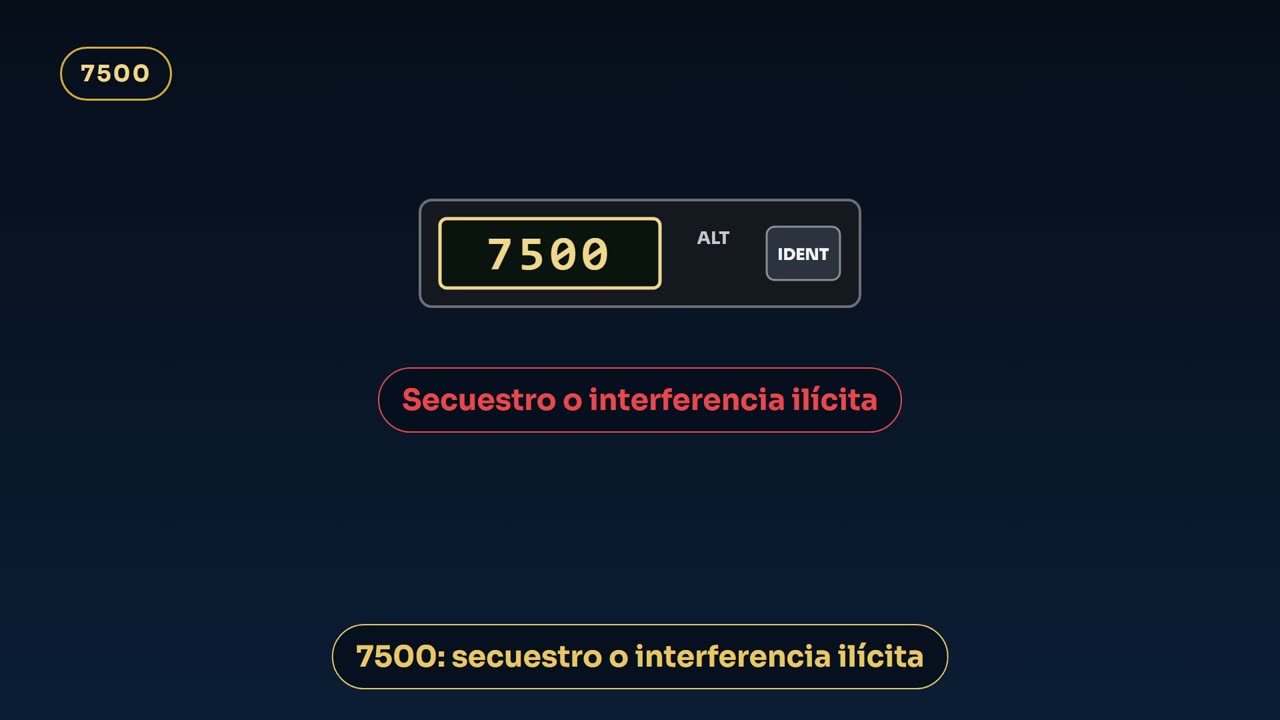 7500
7500
ALT
IDENT
Secuestro o interferencia ilícita
7500: secuestro o interferencia ilícita